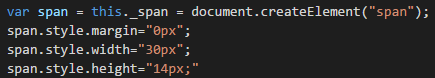 var span = this._span = document.createElement("span");
span.style.margin="0px";
span.style.width="30px";
span.style.height="14px;"